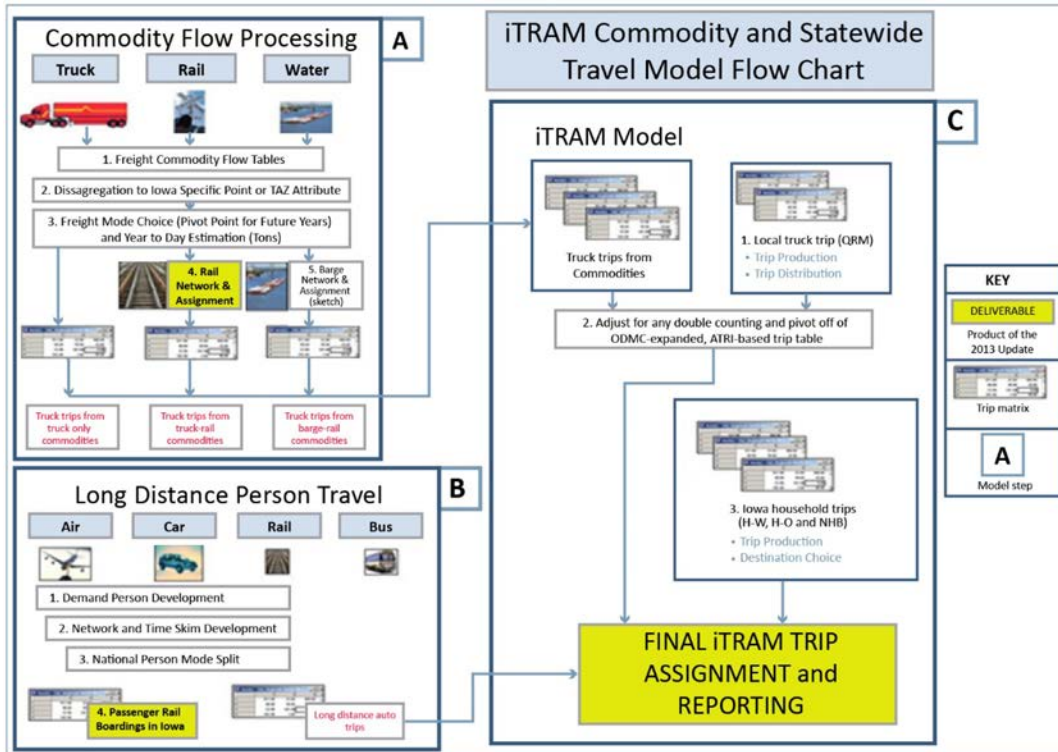 Commodity Flow Processing
A
Truck
Rail
Water
1. Freight Commodity Flow Tables
2. Dissagregation to Iowa Specific Point or TAZ Attribute
3. Freight Mode Choice (Pivot Point for Future Years)
and Year to Day Estimation (Tons)
4. Rail
Network &
Assignment
5. Barge
Network &
Assignment
(sketch)
Truck trips from
truck only
commodities
Truck trips from
truck-rail
commodities
Truck trips from
barge-rail
commodities
Long Distance Person Travel
B
Air
Car
Rail
Bus
1. Demand Person Development
2. Network and Time Skim Development
3. National Person Mode Split
4. Passenger Rail
Boardings in Iowa
Long distance auto
trips
iTRAM Commodity and Statewide
Travel Model Flow Chart
C
iTRAM Model
Truck trips from
Commodities
1. Local truck trip (QRM)
• Trip Production
• Trip Distribution
2. Adjust for any double counting and pivot off of
ODMC-expanded, ATRI-based trip table
3. Iowa household trips
(H-W, H-O and NHB)
• Trip Production
• Destination Choice
FINAL iTRAM TRIP
ASSIGNMENT and
REPORTING
KEY
DELIVERABLE
Product of the
2013 Update
Trip matrix
A
Model step